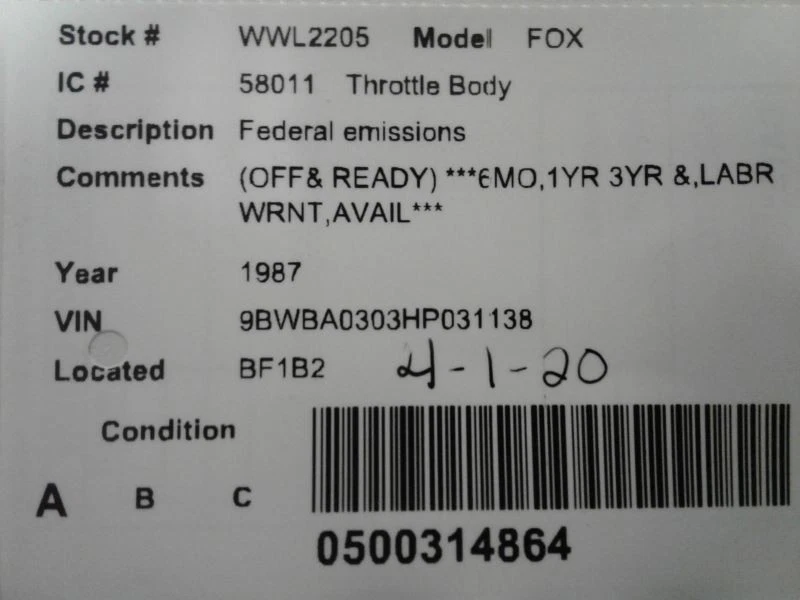 Stock # WWL2205 Model FOX
IC # 58011 Throttle Body
Description Federal emissions
Comments (OFF& READY) ***6MO,1YR 3YR &,LABR
WRNT,AVAIL***
Year 1987
VIN 9BWBA0303HP031138
Located BF1B2 4-1-20
Condition
A B C
0500314864